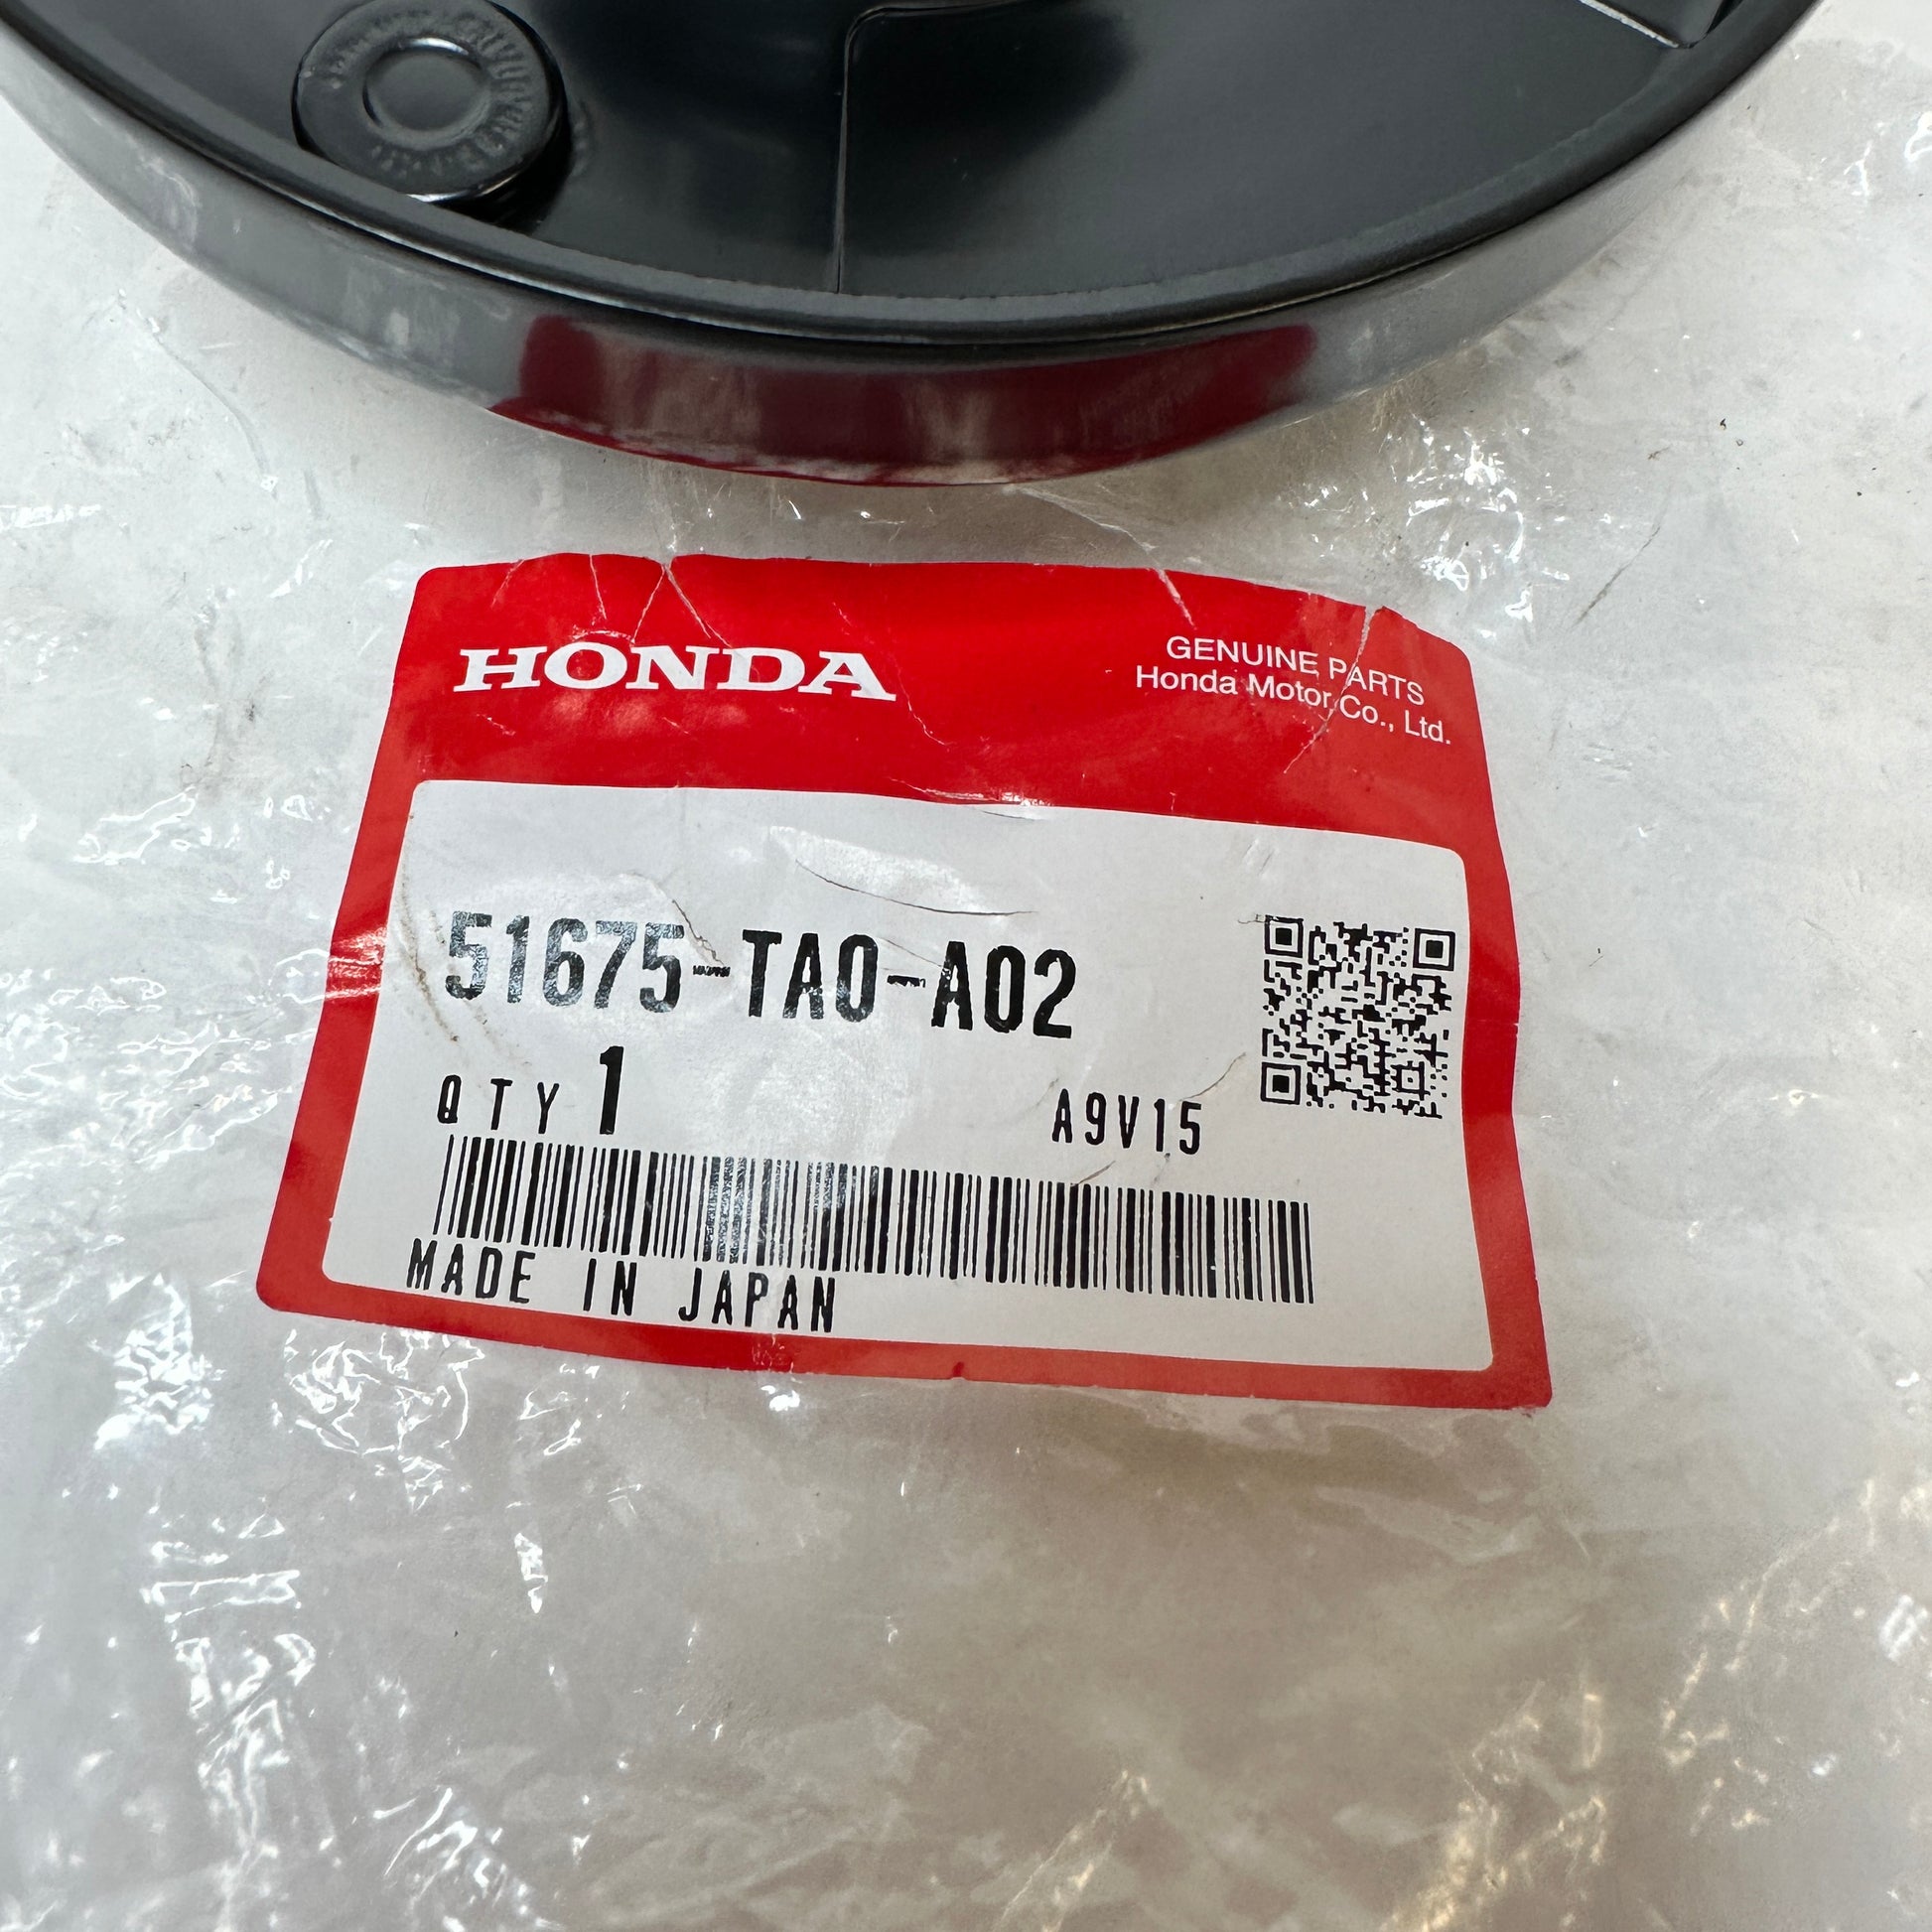 HONDA
GENUINE PARTS
Honda Motor Co., Ltd.
51675-TA0-A02
QTY 1
A9V15
MADE IN JAPAN